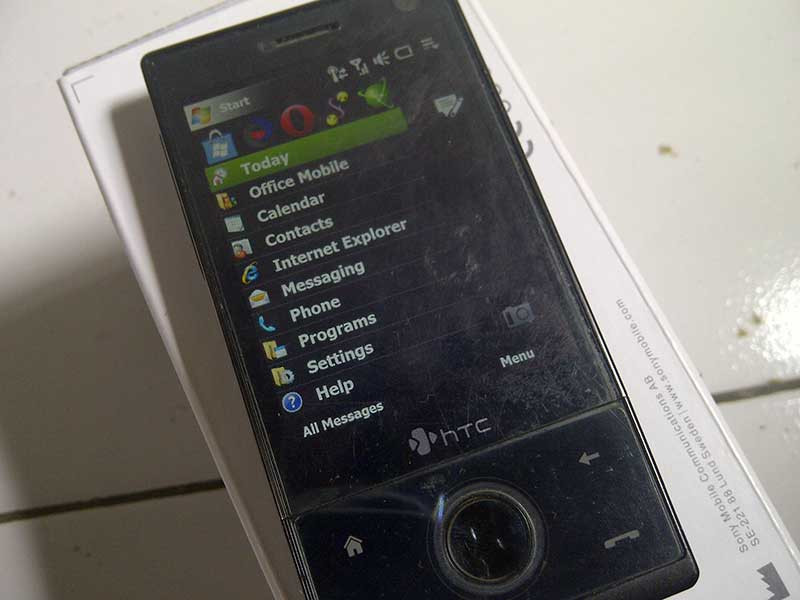 Start
Today
Office Mobile
Calendar
Contacts
Internet Explorer
Messaging
Phone
Programs
Settings
Help
All Messages
Menu
hTC
Sony Mobile Communications AB
SE-221 88 Lund Sweden | www.sonymobile.com